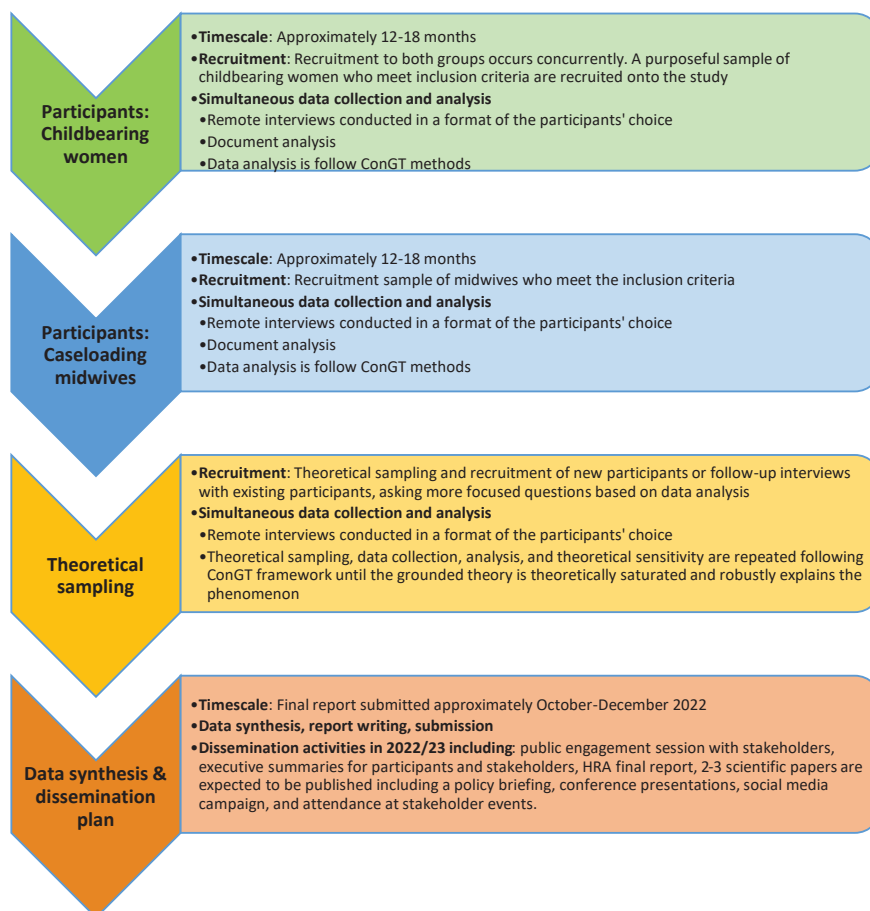 Participants:
Childbearing
women
•Timescale: Approximately 12-18 months
•Recruitment: Recruitment to both groups occurs concurrently. A purposeful sample of
childbearing women who meet inclusion criteria are recruited onto the study
•Simultaneous data collection and analysis
•Remote interviews conducted in a format of the participants' choice
•Document analysis
•Data analysis is follow ConGT methods
Participants:
Caseloading
midwives
•Timescale: Approximately 12-18 months
•Recruitment: Recruitment sample of midwives who meet the inclusion criteria
•Simultaneous data collection and analysis
•Remote interviews conducted in a format of the participants' choice
•Document analysis
•Data analysis is follow ConGT methods
Theoretical
sampling
•Recruitment: Theoretical sampling and recruitment of new participants or follow-up interviews
with existing participants, asking more focused questions based on data analysis
•Simultaneous data collection and analysis
•Remote interviews conducted in a format of the participants' choice
•Theoretical sampling, data collection, analysis, and theoretical sensitivity are repeated following
ConGT framework until the grounded theory is theoretically saturated and robustly explains the
phenomenon
Data synthesis &
dissemination
plan
•Timescale: Final report submitted approximately October-December 2022
•Data synthesis, report writing, submission
•Dissemination activities in 2022/23 including: public engagement session with stakeholders,
executive summaries for participants and stakeholders, HRA final report, 2-3 scientific papers are
expected to be published including a policy briefing, conference presentations, social media
campaign, and attendance at stakeholder events.